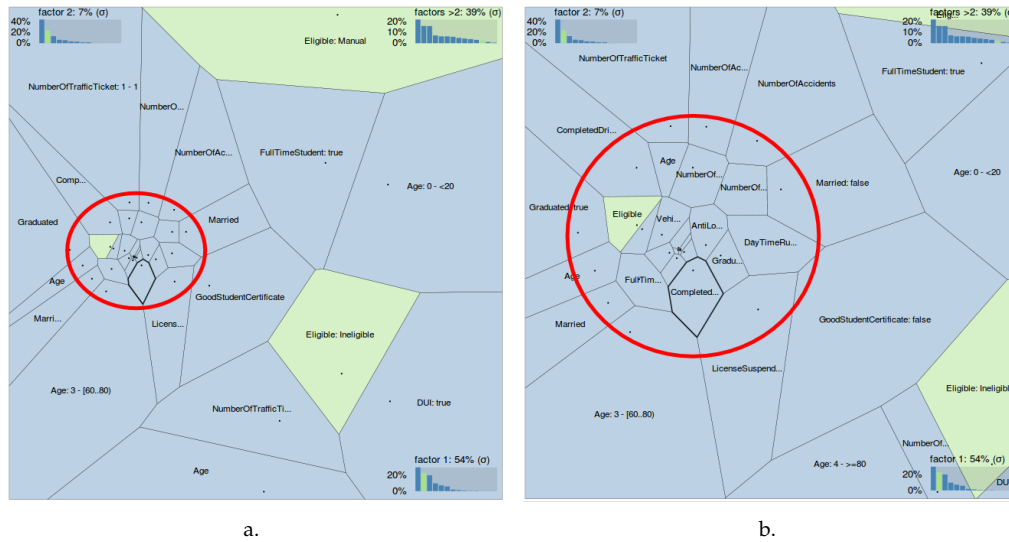 factor 2: 7% (σ)
40%
20%
0%
Eligible: Manual
factors >2: 39% (σ)
20%
0%
NumberOfTrafficTicket: 1 - 1
NumberO...
NumberOfAc...
FullTimeStudent: true
Comp...
Age: 0 - <20
Graduated
Married
Age
GoodStudentCertificate
Marri...
Licens...
Eligible: Ineligible
Age: 3 - [60..80)
NumberOfTrafficTi...
DUI: true
Age
factor 1: 54% (σ)
20%
0%
a.
factor 2: 7% (σ)
40%
20%
0%
factors >2: 39% (σ)
Elig...
20%
0%
NumberOfTrafficTicket
NumberOfAc...
NumberOfAccidents
FullTimeStudent: true
CompletedDri...
Age
NumberOf...
NumberOf...
Married: false
Age: 0 - <20
Graduated: true
Eligible
Vehi...
AntiLo...
DayTimeRu...
Age
FullTim...
Gradu...
Completed...
Married
GoodStudentCertificate: false
LicenseSuspend...
Age: 3 - [60..80)
Eligible: Ineligible
Age: 4 - >=80
NumberOf...
factor 1: 54% (σ)
20%
0%
DUI
b.